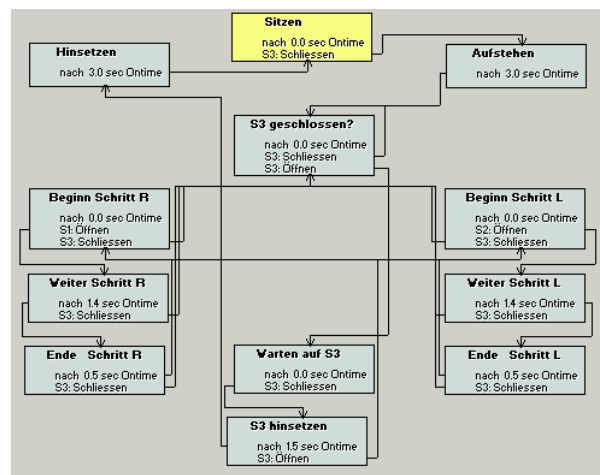 Sitzen
nach 0.0 sec Ontime
S3: Schliessen
Hinsetzen
nach 3.0 sec Ontime
Aufstehen
nach 3.0 sec Ontime
S3 geschlossen?
nach 0.0 sec Ontime
S3: Schliessen
S3: Öffnen
Beginn Schritt R
nach 0.0 sec Ontime
S1: Öffnen
S3: Schliessen
Beginn Schritt L
nach 0.0 sec Ontime
S2: Öffnen
S3: Schliessen
Weiter Schritt R
nach 1.4 sec Ontime
S3: Schliessen
Weiter Schritt L
nach 1.4 sec Ontime
S3: Schliessen
Ende Schritt R
nach 0.5 sec Ontime
S3: Schliessen
Warten auf S3
nach 0.0 sec Ontime
S3: Schliessen
Ende Schritt L
nach 0.5 sec Ontime
S3: Schliessen
S3 hinsetzen
nach 1.5 sec Ontime
S3: Öffnen